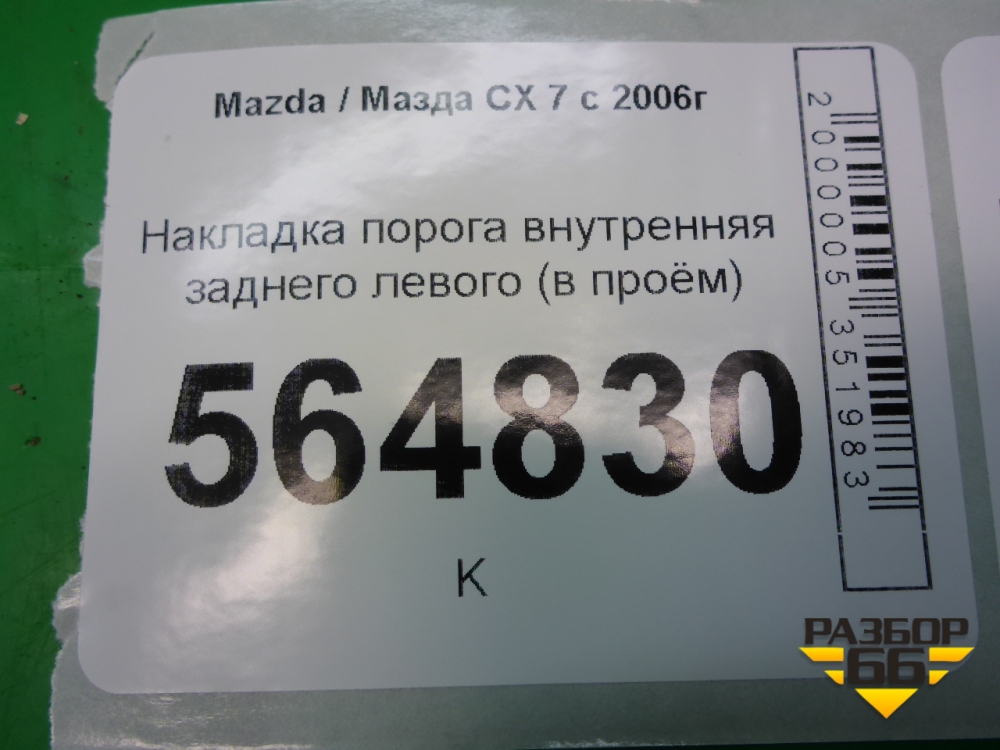 Mazda / Мазда CX 7 с 2006г
Накладка порога внутренняя
заднего левого (в проём)
564830
К
2000005351983
РАЗБОР
66